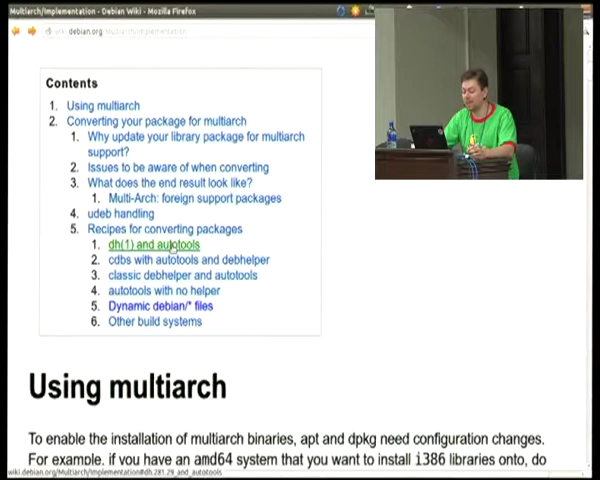 Multiarch/Implementation - Debian Wiki - Mozilla Firefox
wiki.debian.org/Multiarch/Implementation
Contents
1. Using multiarch
2. Converting your package for multiarch
1. Why update your library package for multiarch
support?
2. Issues to be aware of when converting
3. What does the end result look like?
1. Multi-Arch: foreign support packages
4. udeb handling
5. Recipes for converting packages
1. dh(1) and autotools
2. cdbs with autotools and debhelper
3. classic debhelper and autotools
4. autotools with no helper
5. Dynamic debian/* files
6. Other build systems
Using multiarch
To enable the installation of multiarch binaries, apt and dpkg need configuration changes.
For example, if you have an amd64 system that you want to install i386 libraries onto, do
wiki.debian.org/Multiarch/Implementation#dh.281.29_and_autotools